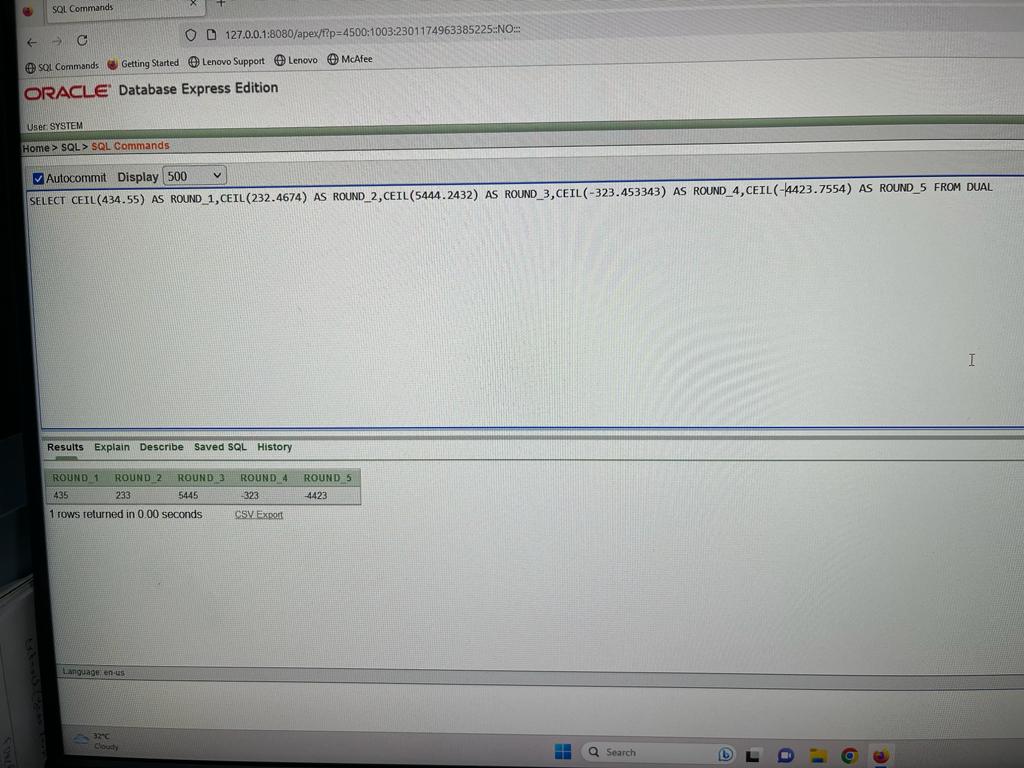 SQL Commands
127.0.0.1:8080/apex/f?p=4500:1003:2301174963385225::NO:::
SQL Commands Getting Started Lenovo Support Lenovo McAfee
ORACLE Database Express Edition
User: SYSTEM
Home > SQL > SQL Commands
Autocommit Display 500
SELECT CEIL(434.55) AS ROUND_1,CEIL(232.4674) AS ROUND_2,CEIL(5444.2432) AS ROUND_3,CEIL(-323.453343) AS ROUND_4,CEIL(-4423.7554) AS ROUND_5 FROM DUAL
Results Explain Describe Saved SQL History
ROUND_1 ROUND_2 ROUND_3 ROUND_4 ROUND_5
435 233 5445 -323 -4423
1 rows returned in 0.00 seconds CSV Export
Language: en-us
32°C
Cloudy
Search